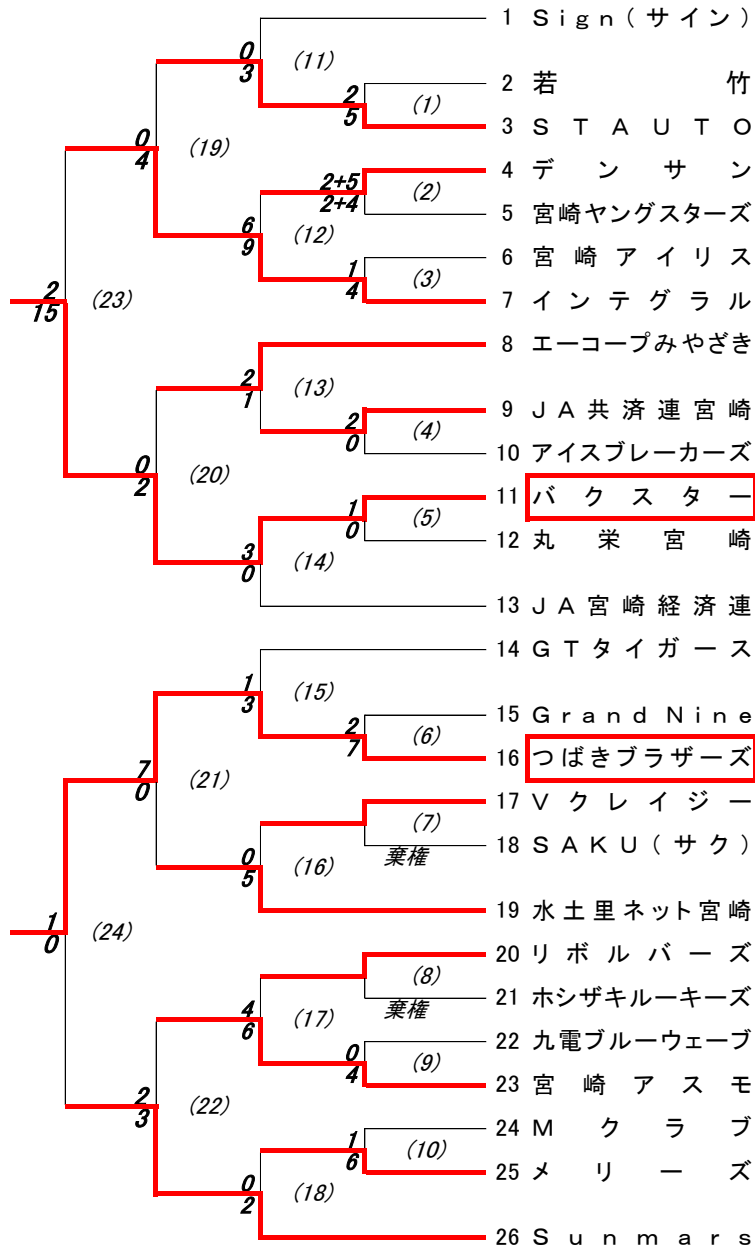 1 Sign(サイン)
0
3
(11)
2 若竹
2
5
(1)
3 STAUTO
0
4
(19)
4 デンサン
2+5
2+4
(2)
5 宮崎ヤングスターズ
6
9
(12)
6 宮崎アイリス
1
4
(3)
7 インテグラル
2
15
(23)
8 エーコープみやざき
2
1
(13)
9 JA共済連宮崎
2
0
(4)
10 アイスブレーカーズ
0
2
(20)
11 バクスター
1
0
(5)
12 丸栄宮崎
3
0
(14)
13 JA宮崎経済連
14 GTタイガース
1
3
(15)
15 Grand Nine
2
7
(6)
16 つばきブラザーズ
7
0
(21)
17 Vクレイジー
(7)
18 SAKU(サク)
棄権
0
5
(16)
19 水土里ネット宮崎
1
0
(24)
20 リボルバーズ
(8)
21 ホシザキルーキーズ
棄権
4
6
(17)
22 九電ブルーウェーブ
0
4
(9)
23 宮崎アスモ
2
3
(22)
24 Mクラブ
1
6
(10)
25 メリーズ
0
2
(18)
26 Sunmars